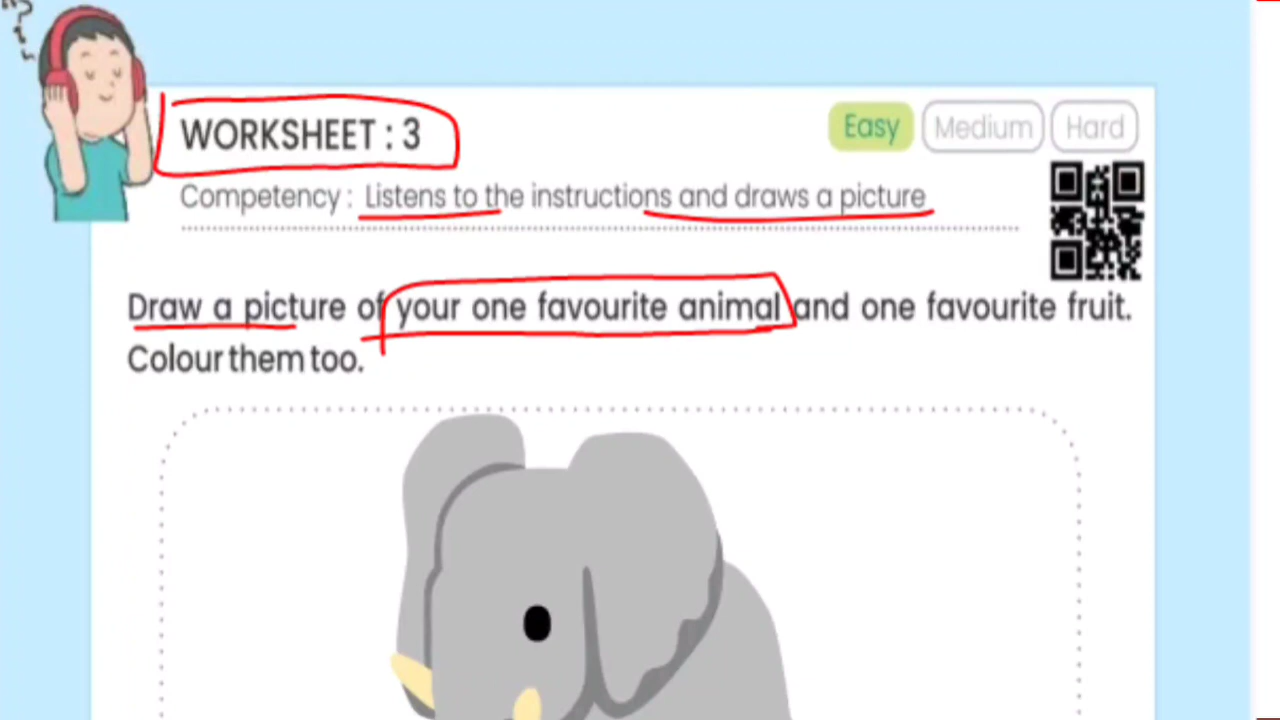 WORKSHEET : 3
Easy Medium Hard
Competency : Listens to the instructions and draws a picture
Draw a picture of your one favourite animal and one favourite fruit.
Colour them too.